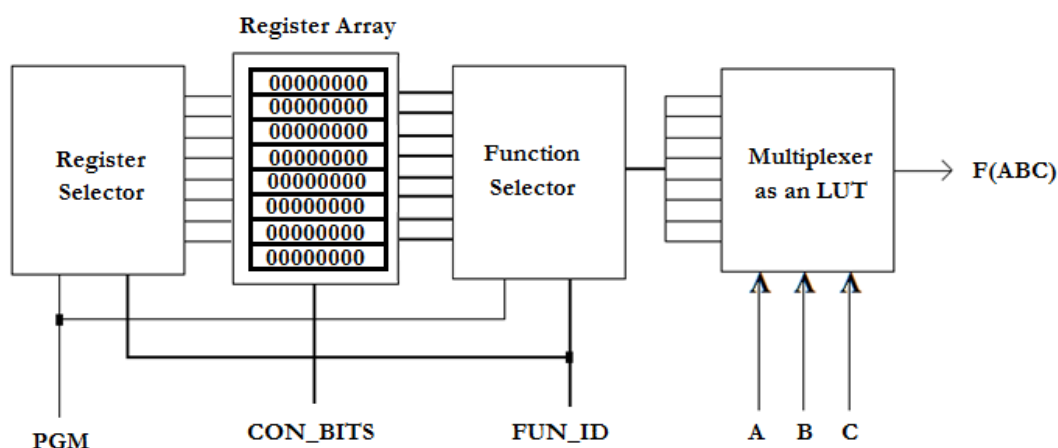 Register Array
Register
Selector
00000000
00000000
00000000
00000000
00000000
00000000
00000000
00000000
Function
Selector
Multiplexer
as an LUT
F(ABC)
PGM
CON_BITS
FUN_ID
A
B
C